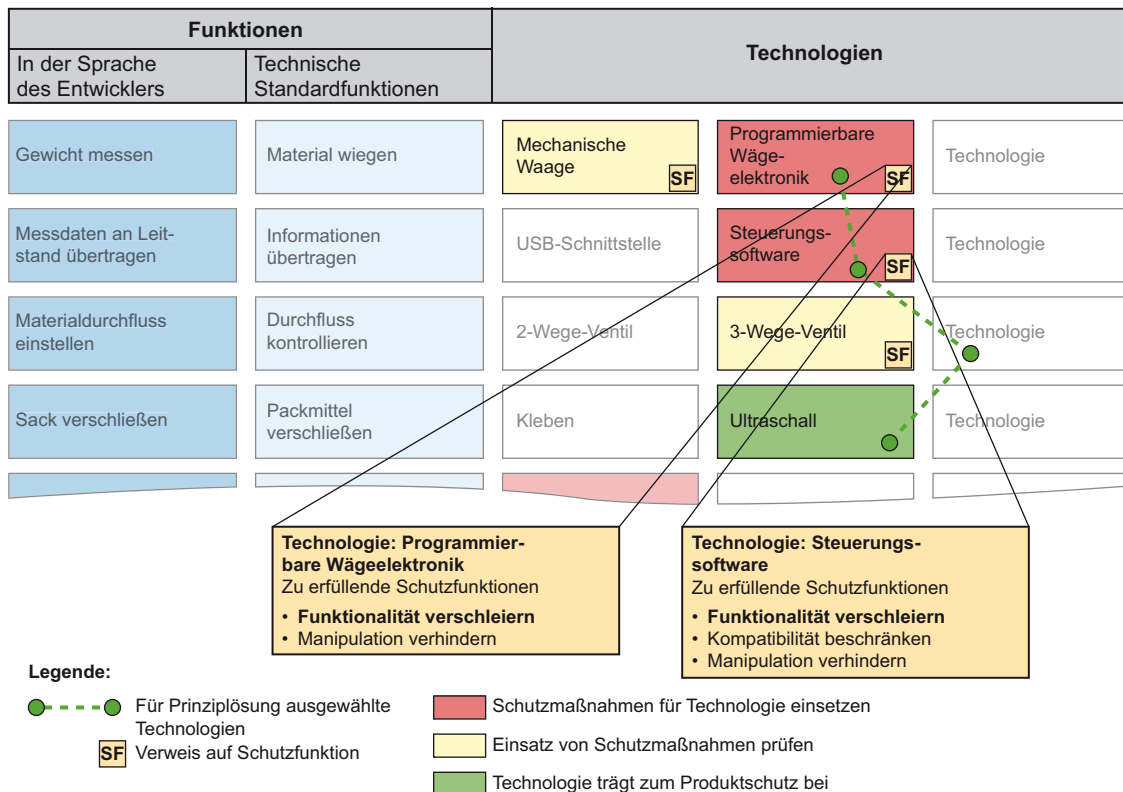 Funktionen
In der Sprache
des Entwicklers
Technische
Standardfunktionen
Technologien
Gewicht messen
Material wiegen
Mechanische
Waage
SF
Programmierbare
Wäge-
elektronik
SF
Technologie
Messdaten an Leit-
stand übertragen
Informationen
übertragen
USB-Schnittstelle
Steuerungs-
software
SF
Technologie
Materialdurchfluss
einstellen
Durchfluss
kontrollieren
2-Wege-Ventil
3-Wege-Ventil
SF
Technologie
Sack verschließen
Packmittel
verschließen
Kleben
Ultraschall
Technologie
Technologie: Programmier-
bare Wägeelektronik
Zu erfüllende Schutzfunktionen
• Funktionalität verschleiern
• Manipulation verhindern
Technologie: Steuerungs-
software
Zu erfüllende Schutzfunktionen
• Funktionalität verschleiern
• Kompatibilität beschränken
• Manipulation verhindern
Legende:
Für Prinziplösung ausgewählte
Technologien
SF Verweis auf Schutzfunktion
Schutzmaßnahmen für Technologie einsetzen
Einsatz von Schutzmaßnahmen prüfen
Technologie trägt zum Produktschutz bei